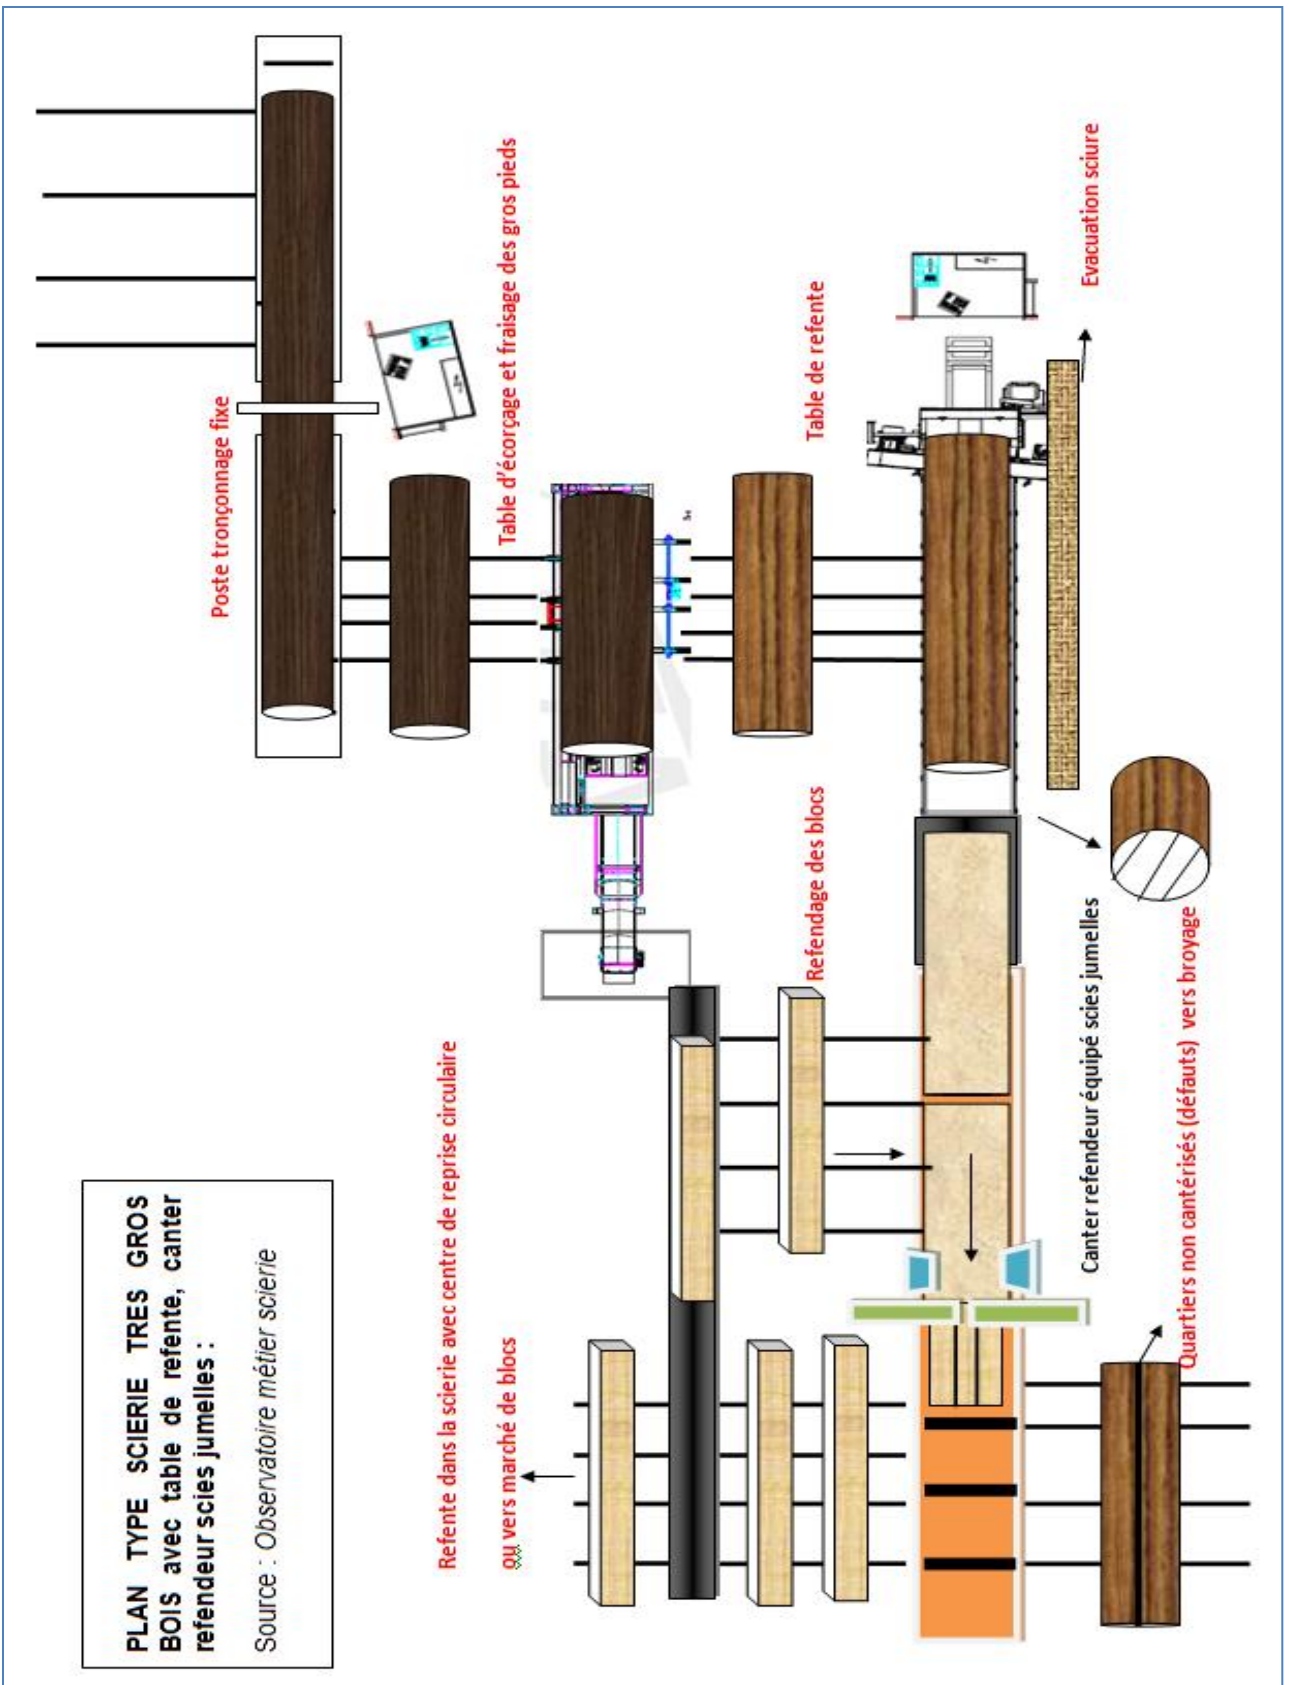 PLAN TYPE SCIERIE TRES GROS
BOIS avec table de refente, canter
refendeur scies jumelles :
Source : Observatoire métier scierie
Poste tronçonnage fixe
Table d'écorçage et fraisage des gros pieds
Table de refente
Evacuation sciure
Refendage des blocs
Refente dans la scierie avec centre de reprise circulaire
ou vers marché de blocs
Canter refendeur équipé scies jumelles
Quartiers non cantérisés (défauts) vers broyage